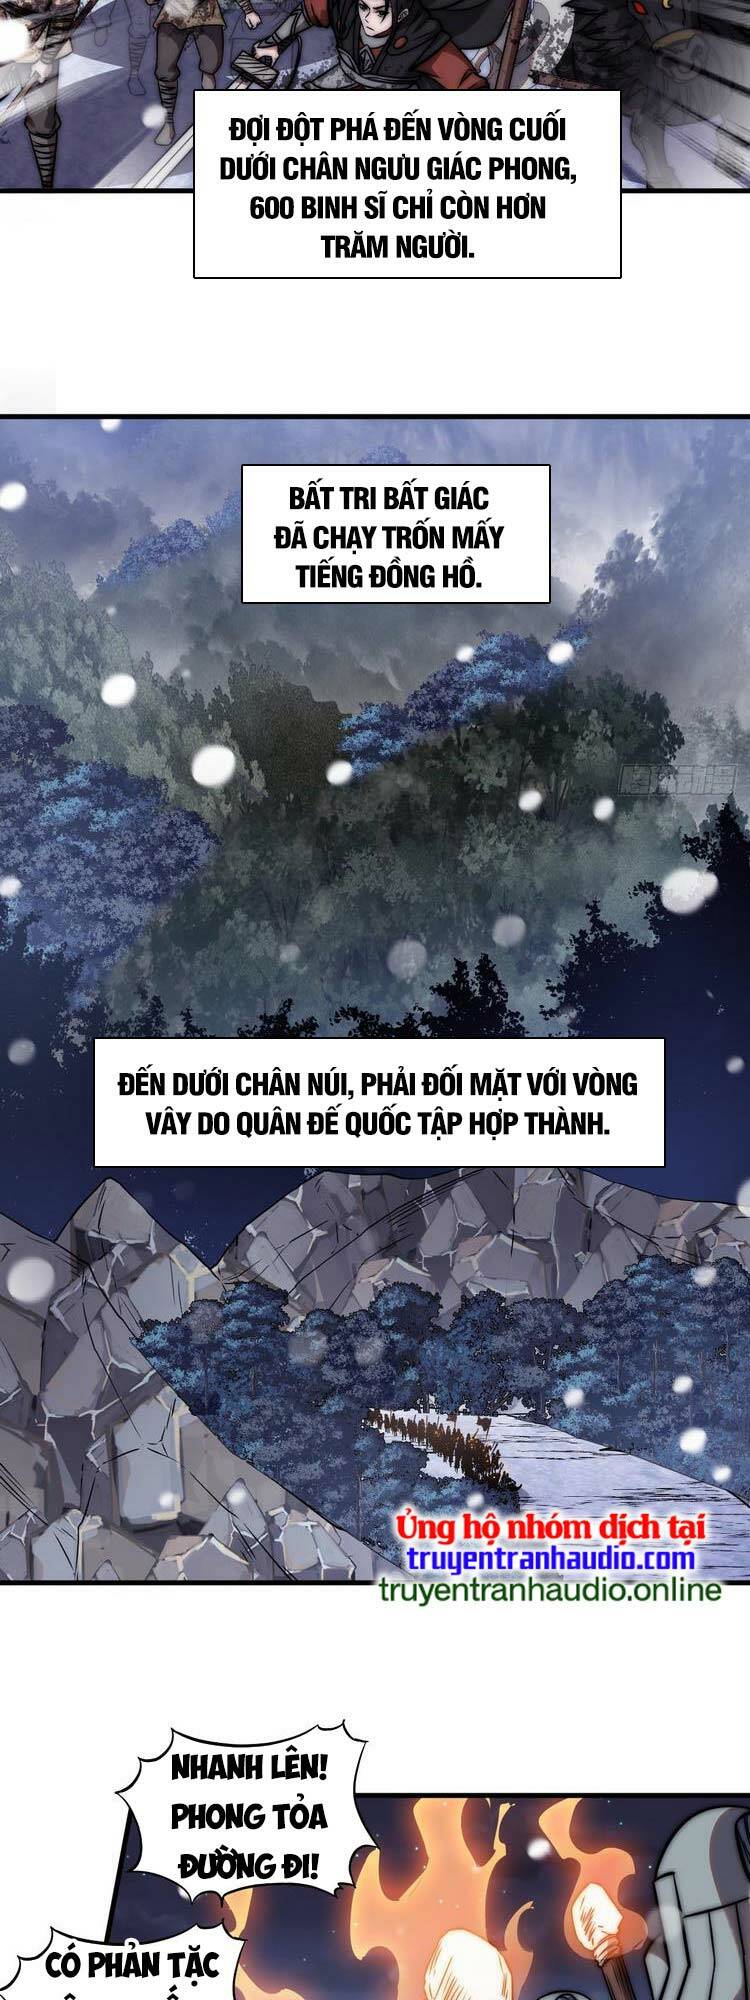 ĐỢI ĐỘT PHÁ ĐẾN VÒNG CUỐI
DƯỚI CHÂN NGƯU GIÁC PHONG,
600 BINH SĨ CHỈ CÒN HƠN
TRĂM NGƯỜI.
BẤT TRI BẤT GIÁC
ĐÃ CHẠY TRỐN MẤY
TIẾNG ĐỒNG HỒ.
ĐẾN DƯỚI CHÂN NÚI, PHẢI ĐỐI MẶT VỚI VÒNG
VÂY DO QUÂN ĐẾ QUỐC TẬP HỢP THÀNH.
Ủng hộ nhóm dịch tại
truyentranhaudio.com
truyentranhaudio.online
NHANH LÊN!
PHONG TỎA
ĐƯỜNG ĐI!
CÓ PHẢN TẶC